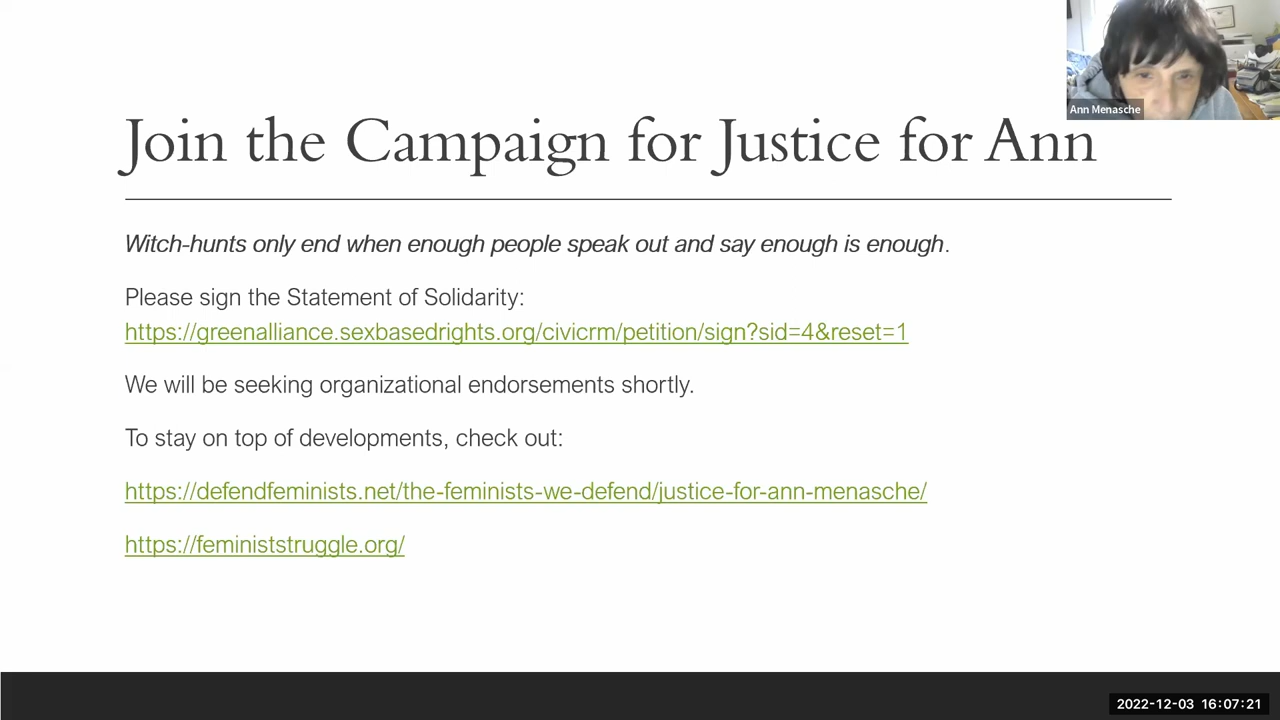 Ann Menasche
Join the Campaign for Justice for Ann
Witch-hunts only end when enough people speak out and say enough is enough.
Please sign the Statement of Solidarity:
https://greenalliance.sexbasedrights.org/civicrm/petition/sign?sid=4&reset=1
We will be seeking organizational endorsements shortly.
To stay on top of developments, check out:
https://defendfeminists.net/the-feminists-we-defend/justice-for-ann-menasche/
https://feministstruggle.org/
2022-12-03 16:07:21